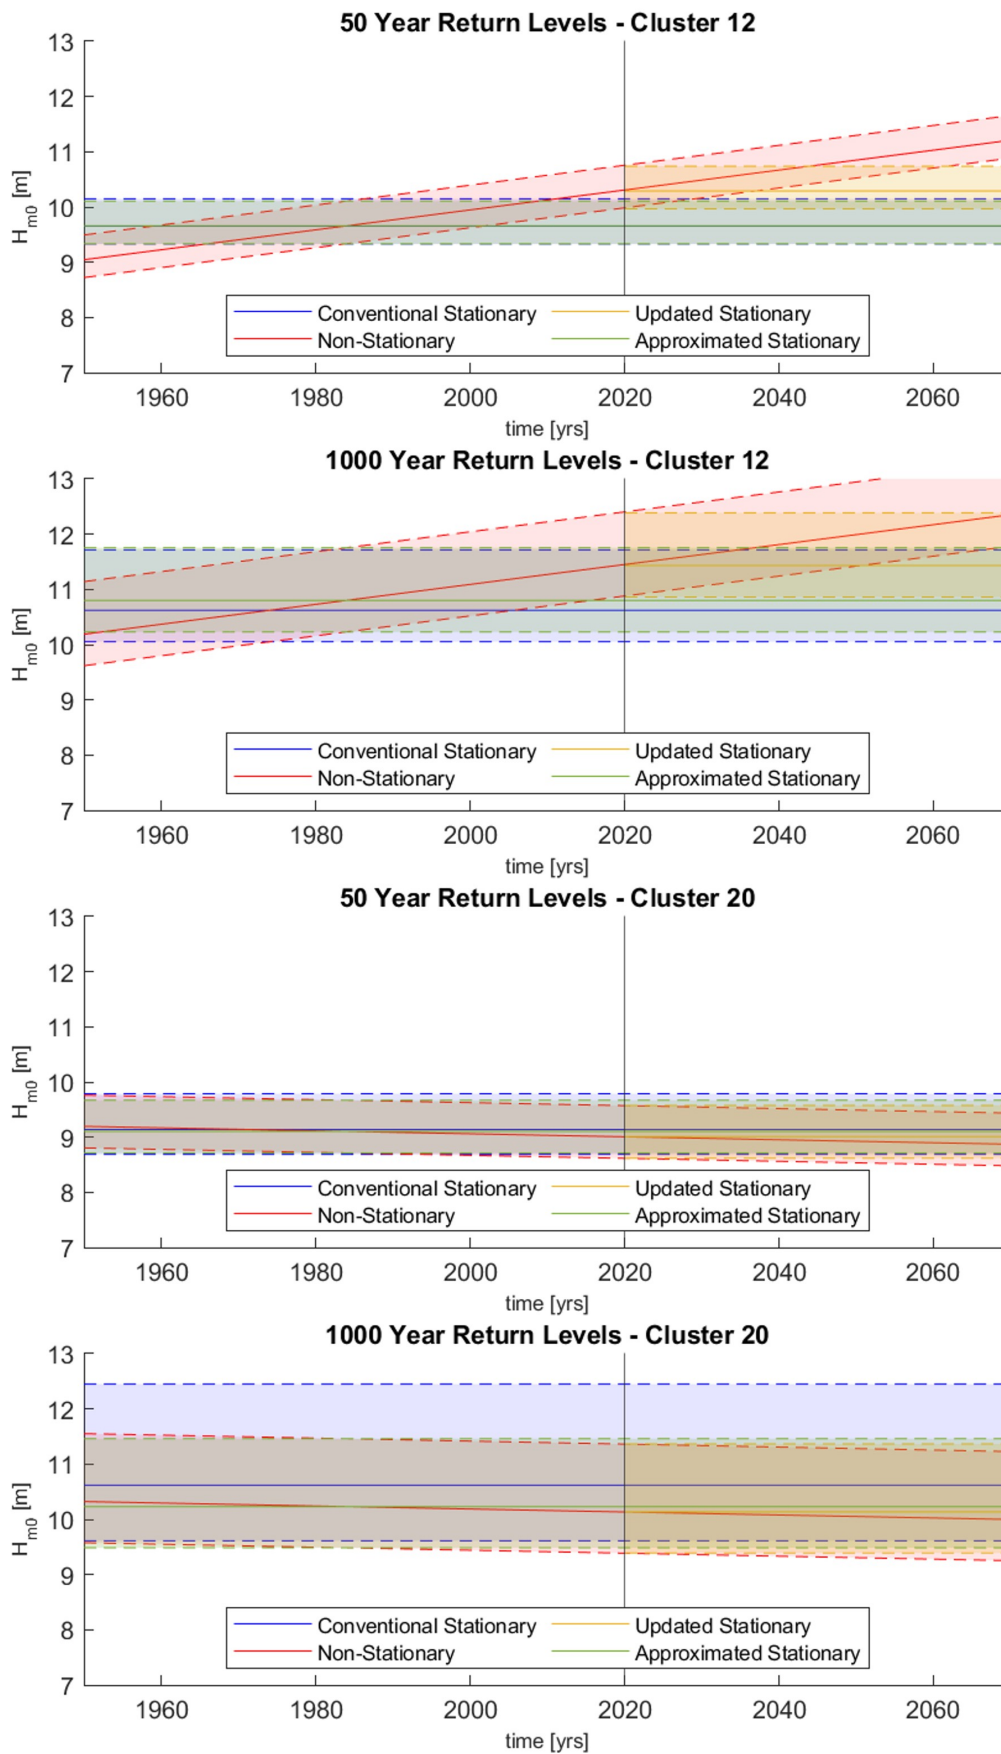 50 Year Return Levels - Cluster 12
13
12
11
10
9
8
7
H_m0 [m]
Conventional Stationary Updated Stationary
Non-Stationary Approximated Stationary
1960 1980 2000 2020 2040 2060
time [yrs]
1000 Year Return Levels - Cluster 12
13
12
11
10
9
8
7
H_m0 [m]
Conventional Stationary Updated Stationary
Non-Stationary Approximated Stationary
1960 1980 2000 2020 2040 2060
time [yrs]
50 Year Return Levels - Cluster 20
13
12
11
10
9
8
7
H_m0 [m]
Conventional Stationary Updated Stationary
Non-Stationary Approximated Stationary
1960 1980 2000 2020 2040 2060
time [yrs]
1000 Year Return Levels - Cluster 20
13
12
11
10
9
8
7
H_m0 [m]
Conventional Stationary Updated Stationary
Non-Stationary Approximated Stationary
1960 1980 2000 2020 2040 2060
time [yrs]